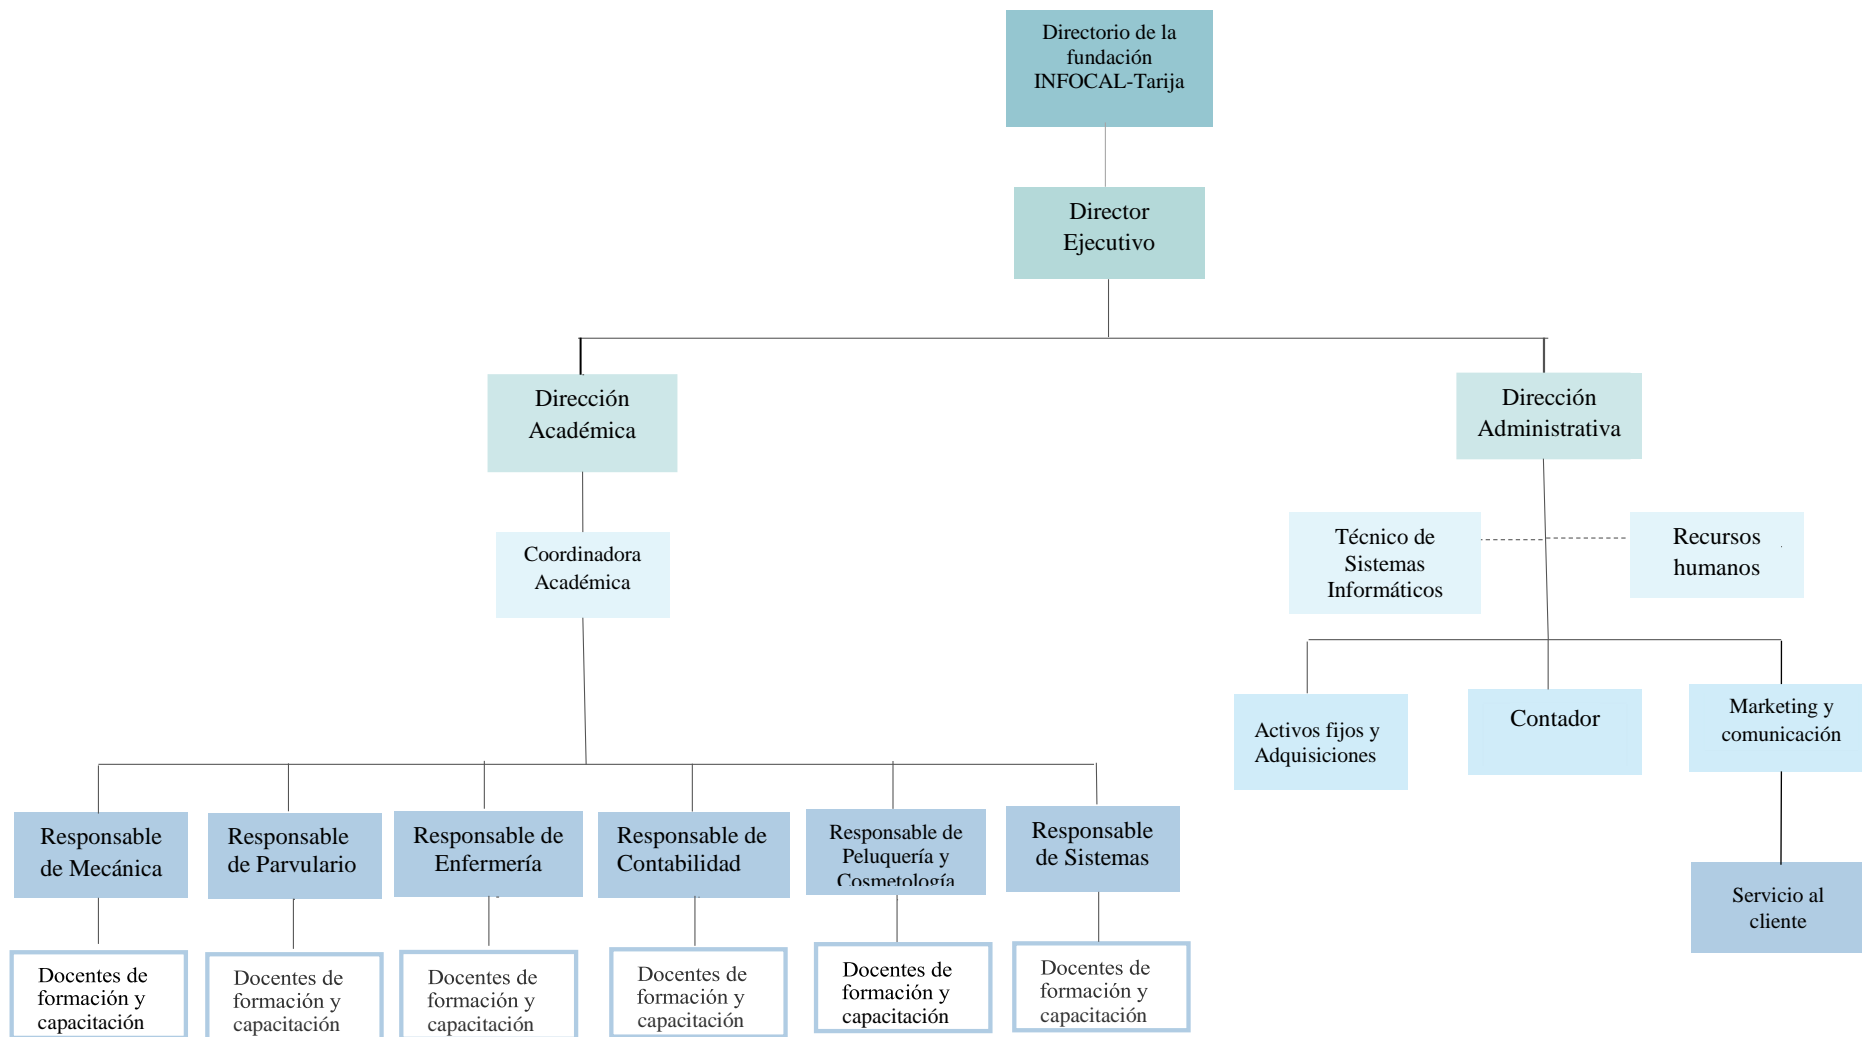 Directorio de la
fundación
INFOCAL-Tarija
Director
Ejecutivo
Dirección
Académica
Dirección
Administrativa
Coordinadora
Académica
Técnico de
Sistemas
Informáticos
Recursos
humanos
Activos fijos y
Adquisiciones
Contador
Marketing y
comunicación
Responsable
de Mecánica
Responsable
de Parvulario
Responsable de
Enfermería
Responsable de
Contabilidad
Responsable de
Peluquería y
Cosmetología
Responsable
de Sistemas
Servicio al
cliente
Docentes de
formación y
capacitación
Docentes de
formación y
capacitación
Docentes de
formación y
capacitación
Docentes de
formación y
capacitación
Docentes de
formación y
capacitación
Docentes de
formación y
capacitación